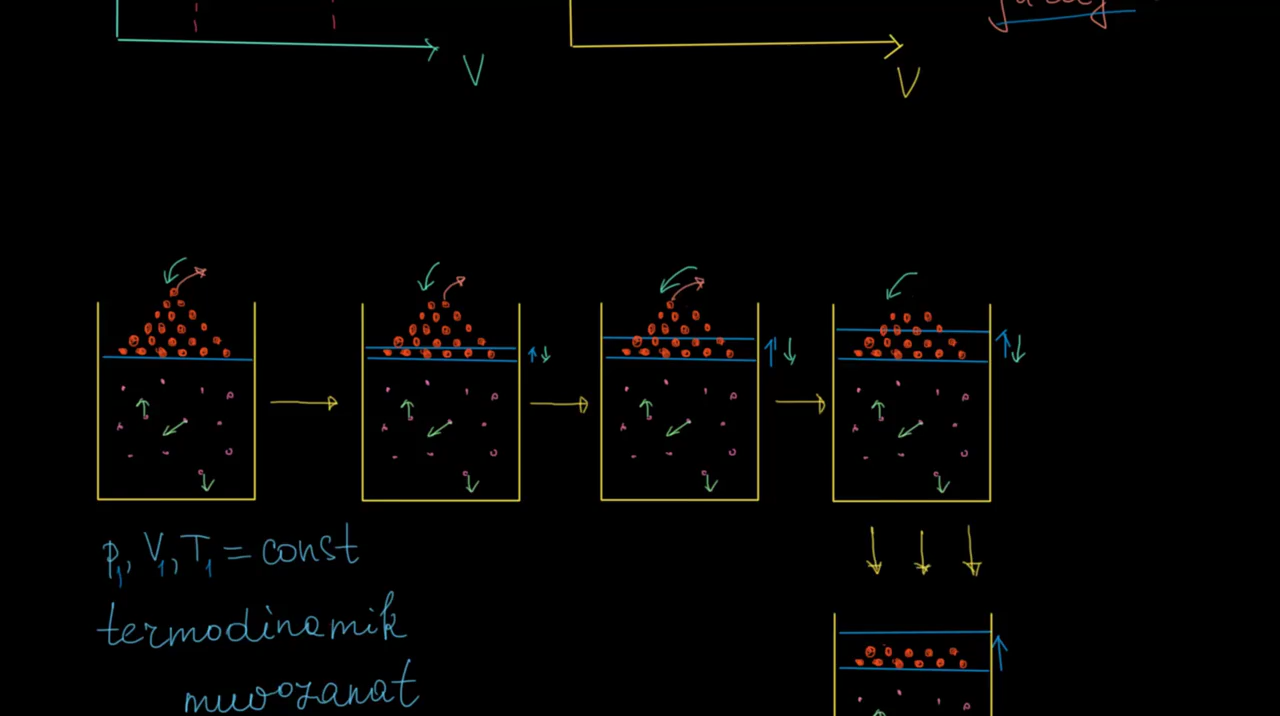 V
V
p₁, V₁, T₁ = const
termodinamik
muvozanat